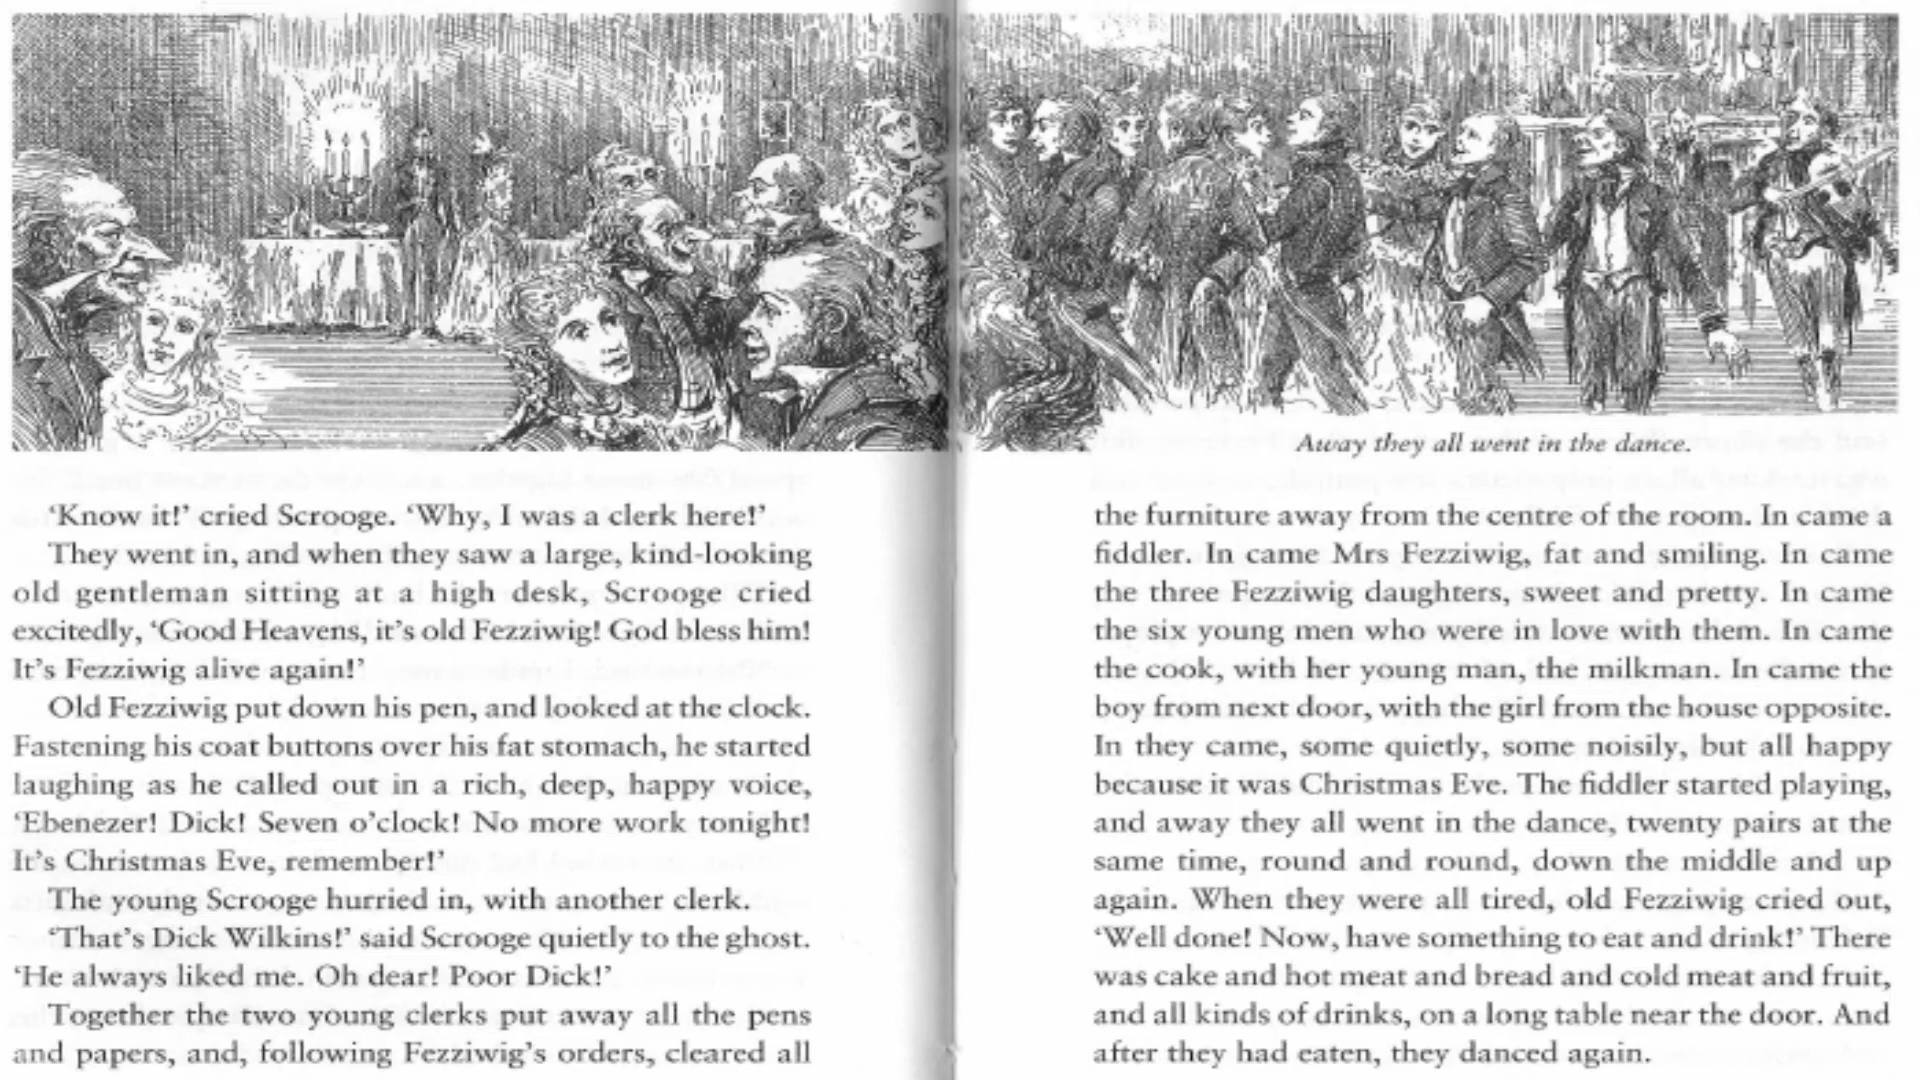 ‘Know it!’ cried Scrooge. ‘Why, I was a clerk here!’
They went in, and when they saw a large, kind-looking
old gentleman sitting at a high desk, Scrooge cried
excitedly, ‘Good Heavens, it’s old Fezziwig! God bless him!
It’s Fezziwig alive again!’
Old Fezziwig put down his pen, and looked at the clock.
Fastening his coat buttons over his fat stomach, he started
laughing as he called out in a rich, deep, happy voice,
‘Ebenezer! Dick! Seven o’clock! No more work tonight!
It’s Christmas Eve, remember!’
The young Scrooge hurried in, with another clerk.
‘That’s Dick Wilkins!’ said Scrooge quietly to the ghost.
‘He always liked me. Oh dear! Poor Dick!’
Together the two young clerks put away all the pens
and papers, and, following Fezziwig’s orders, cleared all
Away they all went in the dance.
the furniture away from the centre of the room. In came a
fiddler. In came Mrs Fezziwig, fat and smiling. In came
the three Fezziwig daughters, sweet and pretty. In came
the six young men who were in love with them. In came
the cook, with her young man, the milkman. In came the
boy from next door, with the girl from the house opposite.
In they came, some quietly, some noisily, but all happy
because it was Christmas Eve. The fiddler started playing,
and away they all went in the dance, twenty pairs at the
same time, round and round, down the middle and up
again. When they were all tired, old Fezziwig cried out,
‘Well done! Now, have something to eat and drink!’ There
was cake and hot meat and bread and cold meat and fruit,
and all kinds of drinks, on a long table near the door. And
after they had eaten, they danced again.